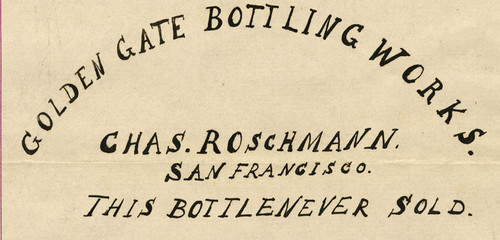 GOLDEN GATE BOTTLING WORKS.
CHAS. ROSCHMANN.
SAN FRANCISCO.
THIS BOTTLENEVER SOLD.